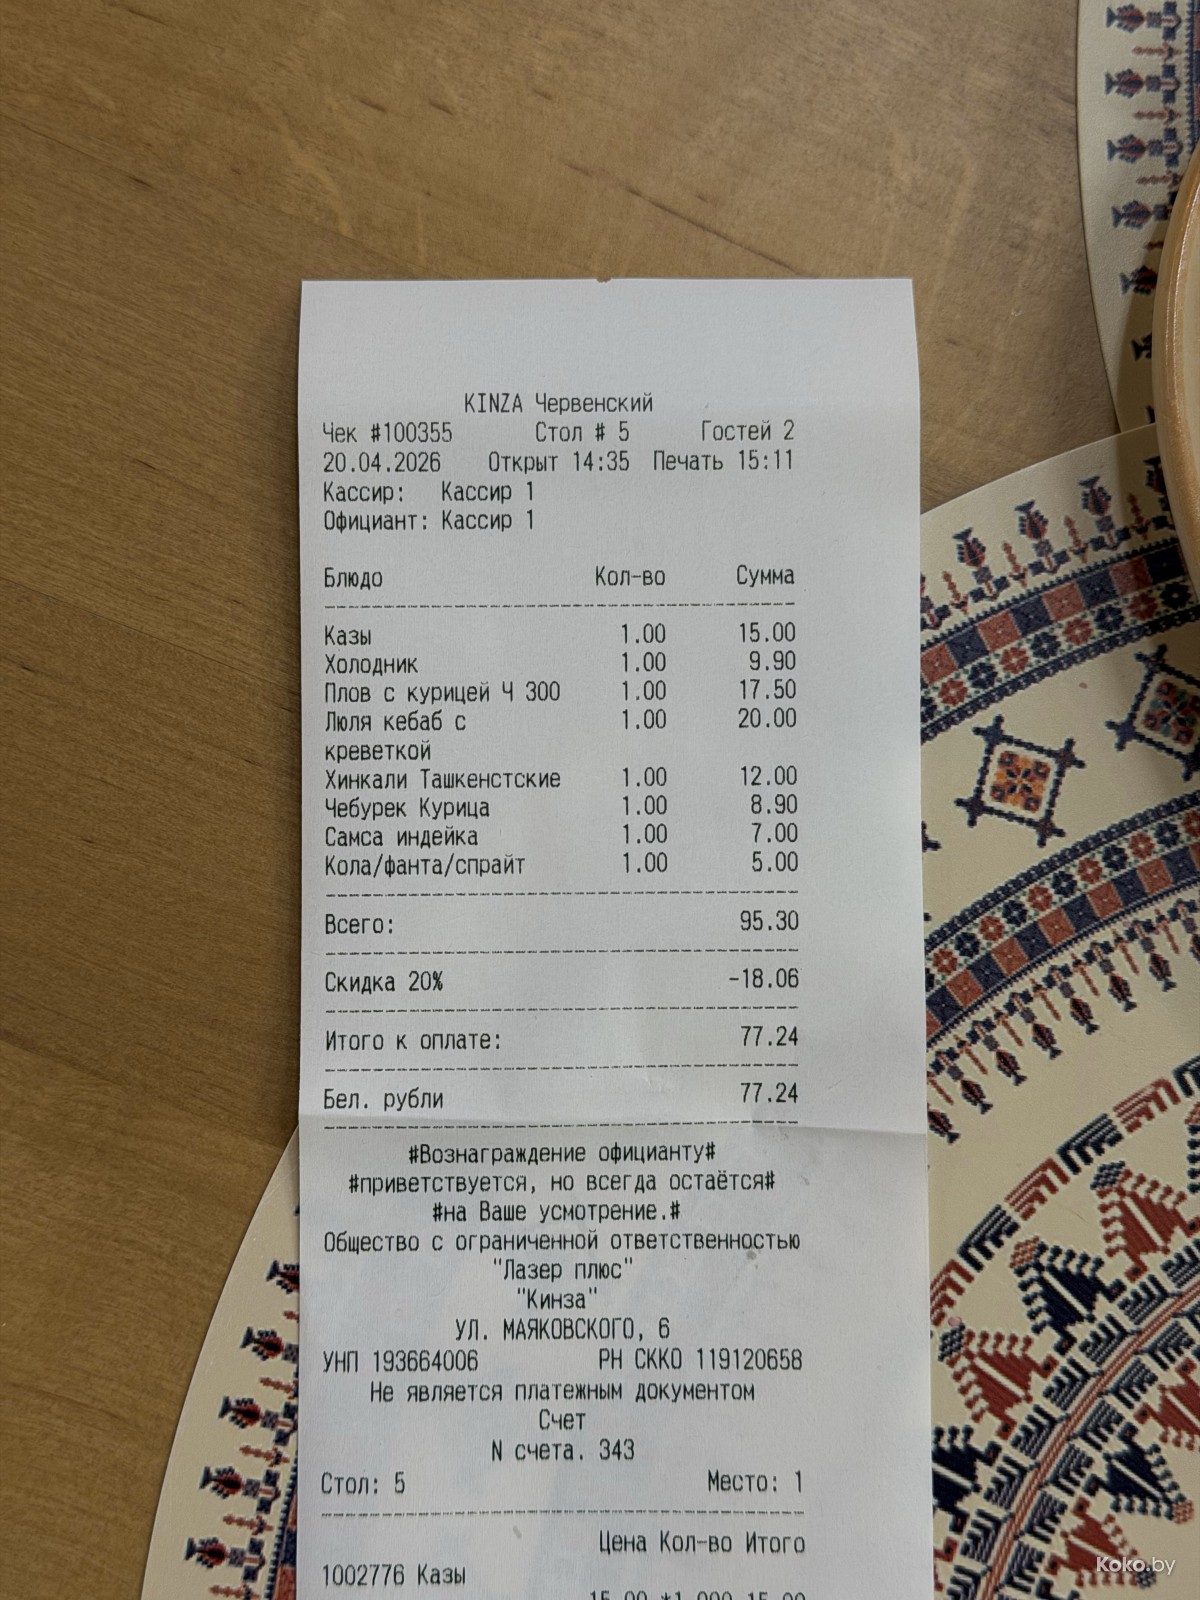 KINZA Червенский
Чек #100355 Стол # 5 Гостей 2
20.04.2026 Открыт 14:35 Печать 15:11
Кассир: Кассир 1
Официант: Кассир 1
Блюдо Кол-во Сумма
Казы 1.00 15.00
Холодник 1.00 9.90
Плов с курицей Ч 300 1.00 17.50
Люля кебаб с 1.00 20.00
креветкой
Хинкали Ташкенстские 1.00 12.00
Чебурек Курица 1.00 8.90
Самса индейка 1.00 7.00
Кола/фанта/спрайт 1.00 5.00
Всего: 95.30
Скидка 20% -18.06
Итого к оплате: 77.24
Бел. рубли 77.24
#Вознаграждение официанту#
#приветствуется, но всегда остаётся#
#на Ваше усмотрение.#
Общество с ограниченной ответственностью
"Лазер плюс"
"Кинза"
УЛ. МАЯКОВСКОГО, 6
УНП 193664006 РН СККО 119120658
Не является платежным документом
Счет
N счета. 343
Стол: 5 Место: 1
Цена Кол-во Итого
1002776 Казы
15.00 *1.000 15.00
Koko.by